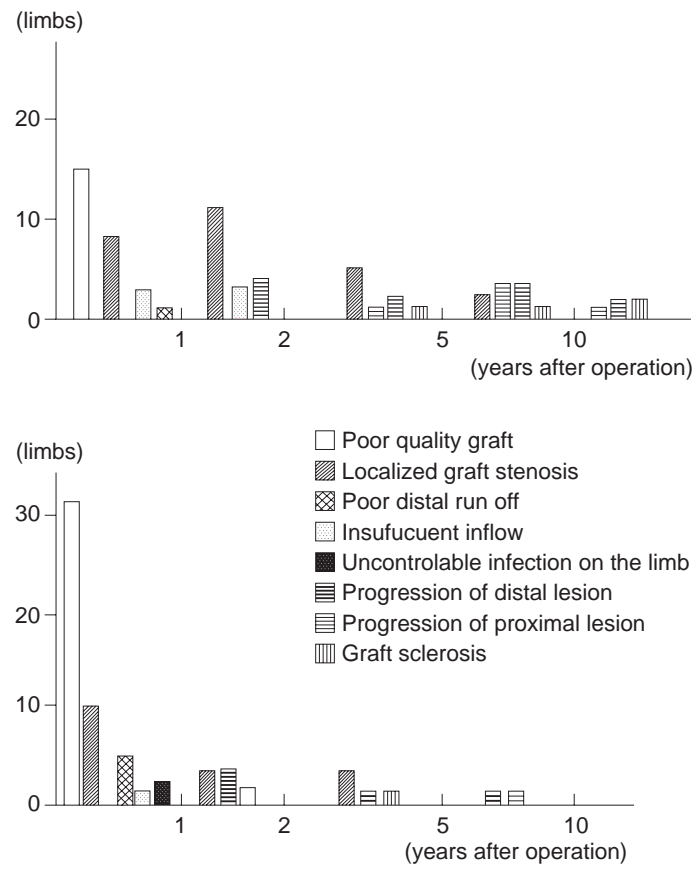 (limbs)
20
10
0
1 2 5 10
(years after operation)
(limbs)
30
20
10
0
Poor quality graft
Localized graft stenosis
Poor distal run off
Insufucuent inflow
Uncontrolable infection on the limb
Progression of distal lesion
Progression of proximal lesion
Graft sclerosis
1 2 5 10
(years after operation)